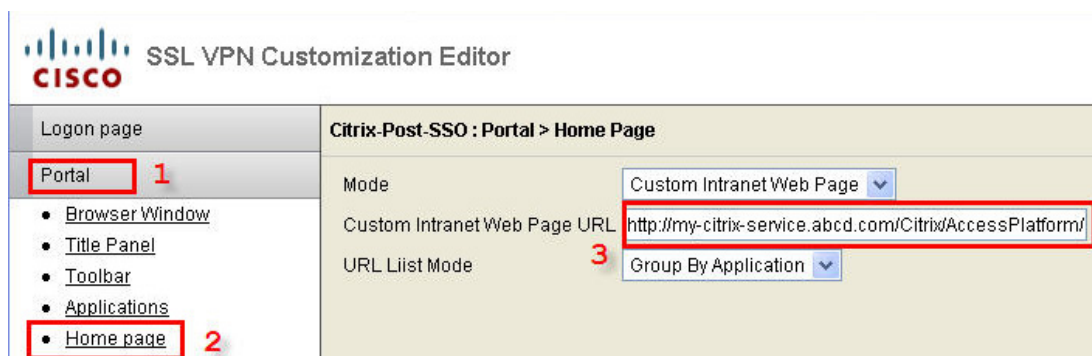 CISCO
SSL VPN Customization Editor
Logon page
Portal 1
• Browser Window
• Title Panel
• Toolbar
• Applications
• Home page 2
Citrix-Post-SSO : Portal > Home Page
Mode Custom Intranet Web Page
Custom Intranet Web Page URL http://my-citrix-service.abcd.com/Citrix/AccessPlatform/
3
URL Liist Mode Group By Application